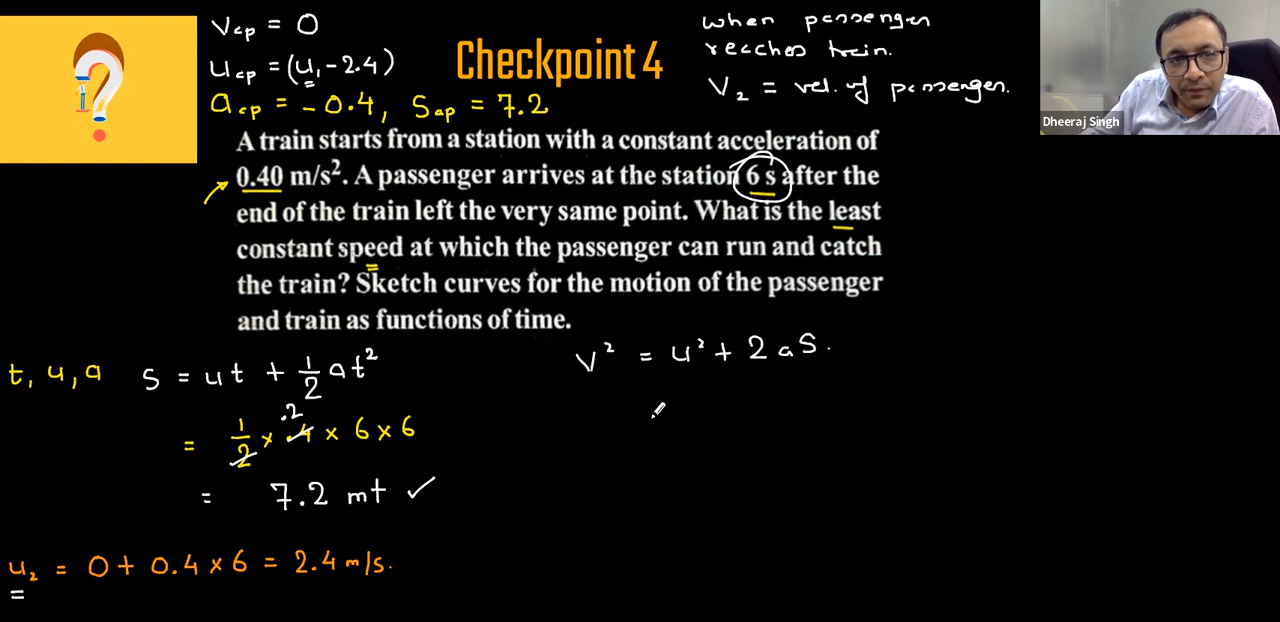 V_cp = 0
u_cp = (u₁ - 2.4)
a_cp = - 0.4, S_ap = 7.2
Checkpoint 4
when passenger
reaches train.
V₂ = vel. of passenger.
Dheeraj Singh
A train starts from a station with a constant acceleration of
0.40 m/s². A passenger arrives at the station 6 s after the
end of the train left the very same point. What is the least
constant speed at which the passenger can run and catch
the train? Sketch curves for the motion of the passenger
and train as functions of time.
t, u, a S = ut + 1/2 at²
V² = u² + 2 a S.
.2
= 1/2 × .4 × 6 × 6
= 7.2 mt ✓
u₂ = 0 + 0.4 × 6 = 2.4 m/s.
=